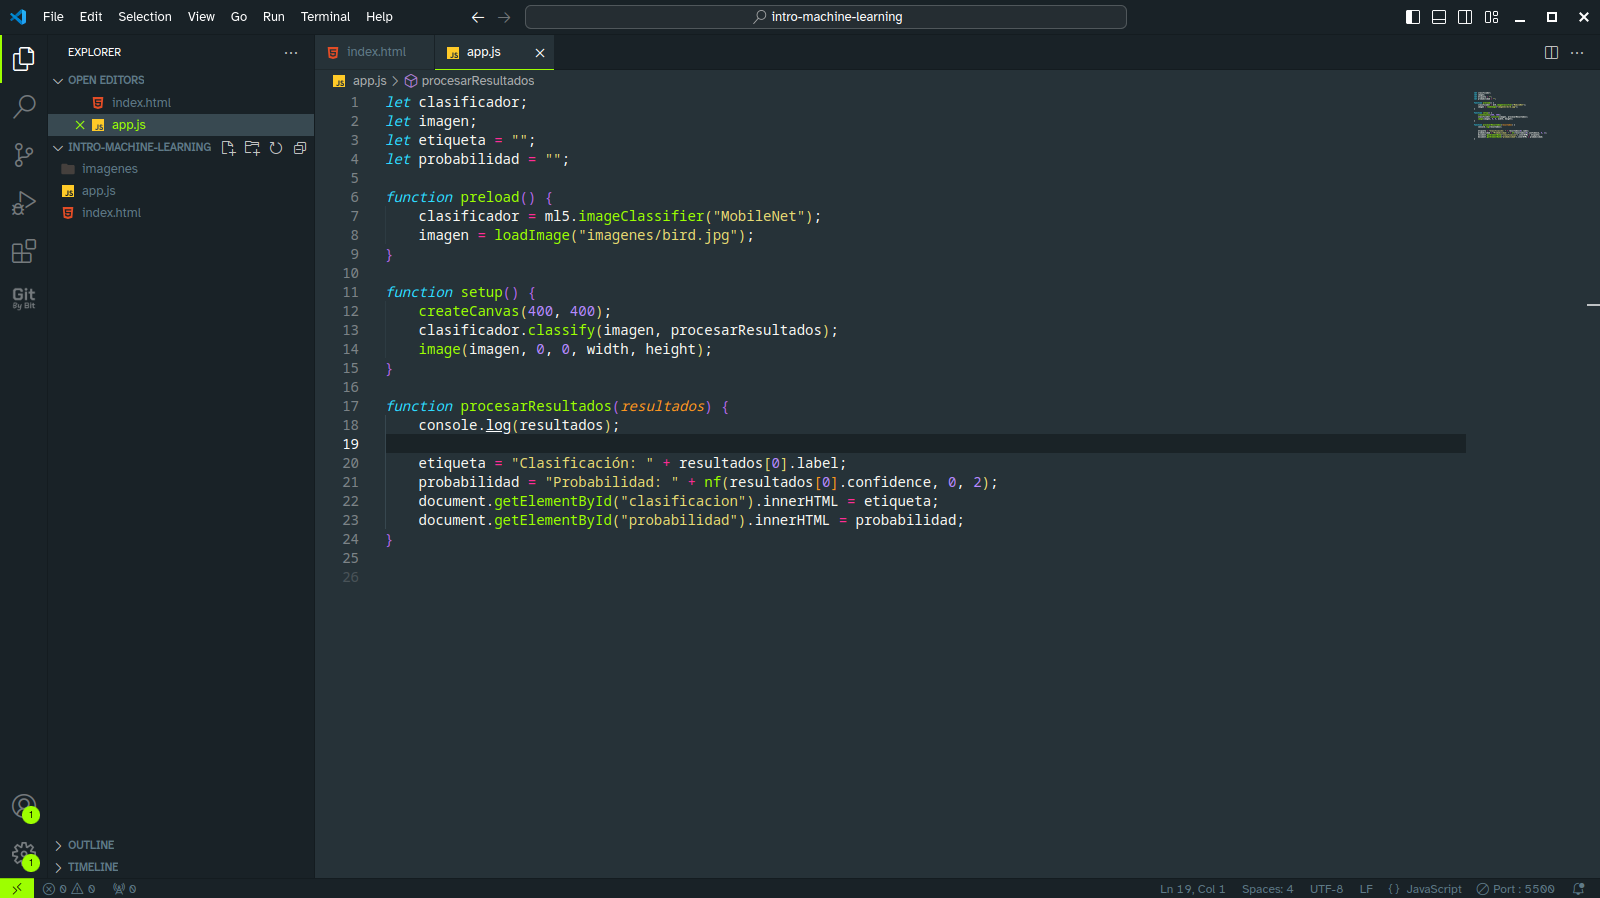 File Edit Selection View Go Run Terminal Help
intro-machine-learning
EXPLORER
OPEN EDITORS
index.html
app.js
INTRO-MACHINE-LEARNING
imagenes
app.js
index.html
Git
By Bit
1
1
OUTLINE
TIMELINE
index.html app.js
app.js procesarResultados
1 let clasificador;
2 let imagen;
3 let etiqueta = "";
4 let probabilidad = "";
5
6 function preload() {
7 clasificador = ml5.imageClassifier("MobileNet");
8 imagen = loadImage("imagenes/bird.jpg");
9 }
10
11 function setup() {
12 createCanvas(400, 400);
13 clasificador.classify(imagen, procesarResultados);
14 image(imagen, 0, 0, width, height);
15 }
16
17 function procesarResultados(resultados) {
18 console.log(resultados);
19
20 etiqueta = "Clasificación: " + resultados[0].label;
21 probabilidad = "Probabilidad: " + nf(resultados[0].confidence, 0, 2);
22 document.getElementById("clasificacion").innerHTML = etiqueta;
23 document.getElementById("probabilidad").innerHTML = probabilidad;
24 }
25
26
0 0 0 Ln 19, Col 1 Spaces: 4 UTF-8 LF {} JavaScript Port : 5500